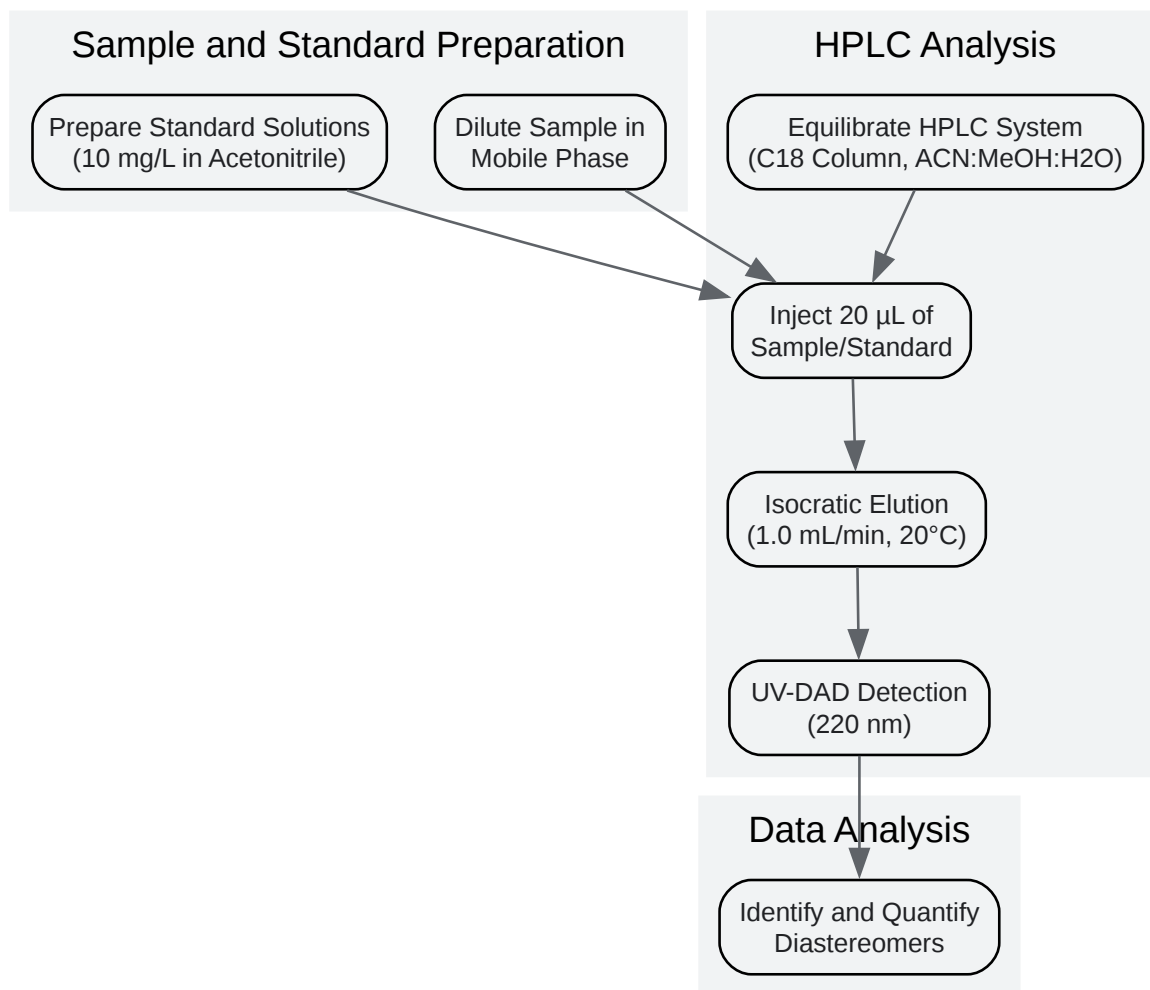 Sample and Standard Preparation
Prepare Standard Solutions
(10 mg/L in Acetonitrile)
Dilute Sample in
Mobile Phase
HPLC Analysis
Equilibrate HPLC System
(C18 Column, ACN:MeOH:H2O)
Inject 20 µL of
Sample/Standard
Isocratic Elution
(1.0 mL/min, 20°C)
UV-DAD Detection
(220 nm)
Data Analysis
Identify and Quantify
Diastereomers